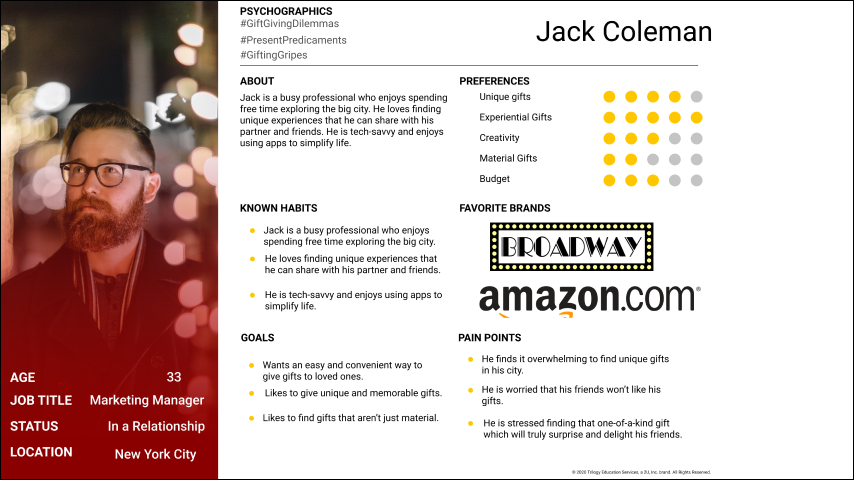 PSYCHOGRAPHICS
#GiftGivingDilemmas
#PresentPredicaments
#GiftingGripes
Jack Coleman
ABOUT
Jack is a busy professional who enjoys spending
free time exploring the big city. He loves finding
unique experiences that he can share with his
partner and friends. He is tech-savvy and enjoys
using apps to simplify life.
PREFERENCES
Unique gifts
Experiential Gifts
Creativity
Material Gifts
Budget
KNOWN HABITS
Jack is a busy professional who enjoys
spending free time exploring the big city.
He loves finding unique experiences that
he can share with his partner and friends.
He is tech-savvy and enjoys using apps to
simplify life.
FAVORITE BRANDS
BROADWAY
amazon.com®
GOALS
Wants an easy and convenient way to
give gifts to loved ones.
Likes to give unique and memorable gifts.
Likes to find gifts that aren't just material.
PAIN POINTS
He finds it overwhelming to find unique gifts
in his city.
He is worried that his friends won't like his
gifts.
He is stressed finding that one-of-a-kind gift
which will truly surprise and delight his friends.
AGE 33
JOB TITLE Marketing Manager
STATUS In a Relationship
LOCATION New York City
© 2020 Trilogy Education Services, a 2U, Inc. brand. All Rights Reserved.